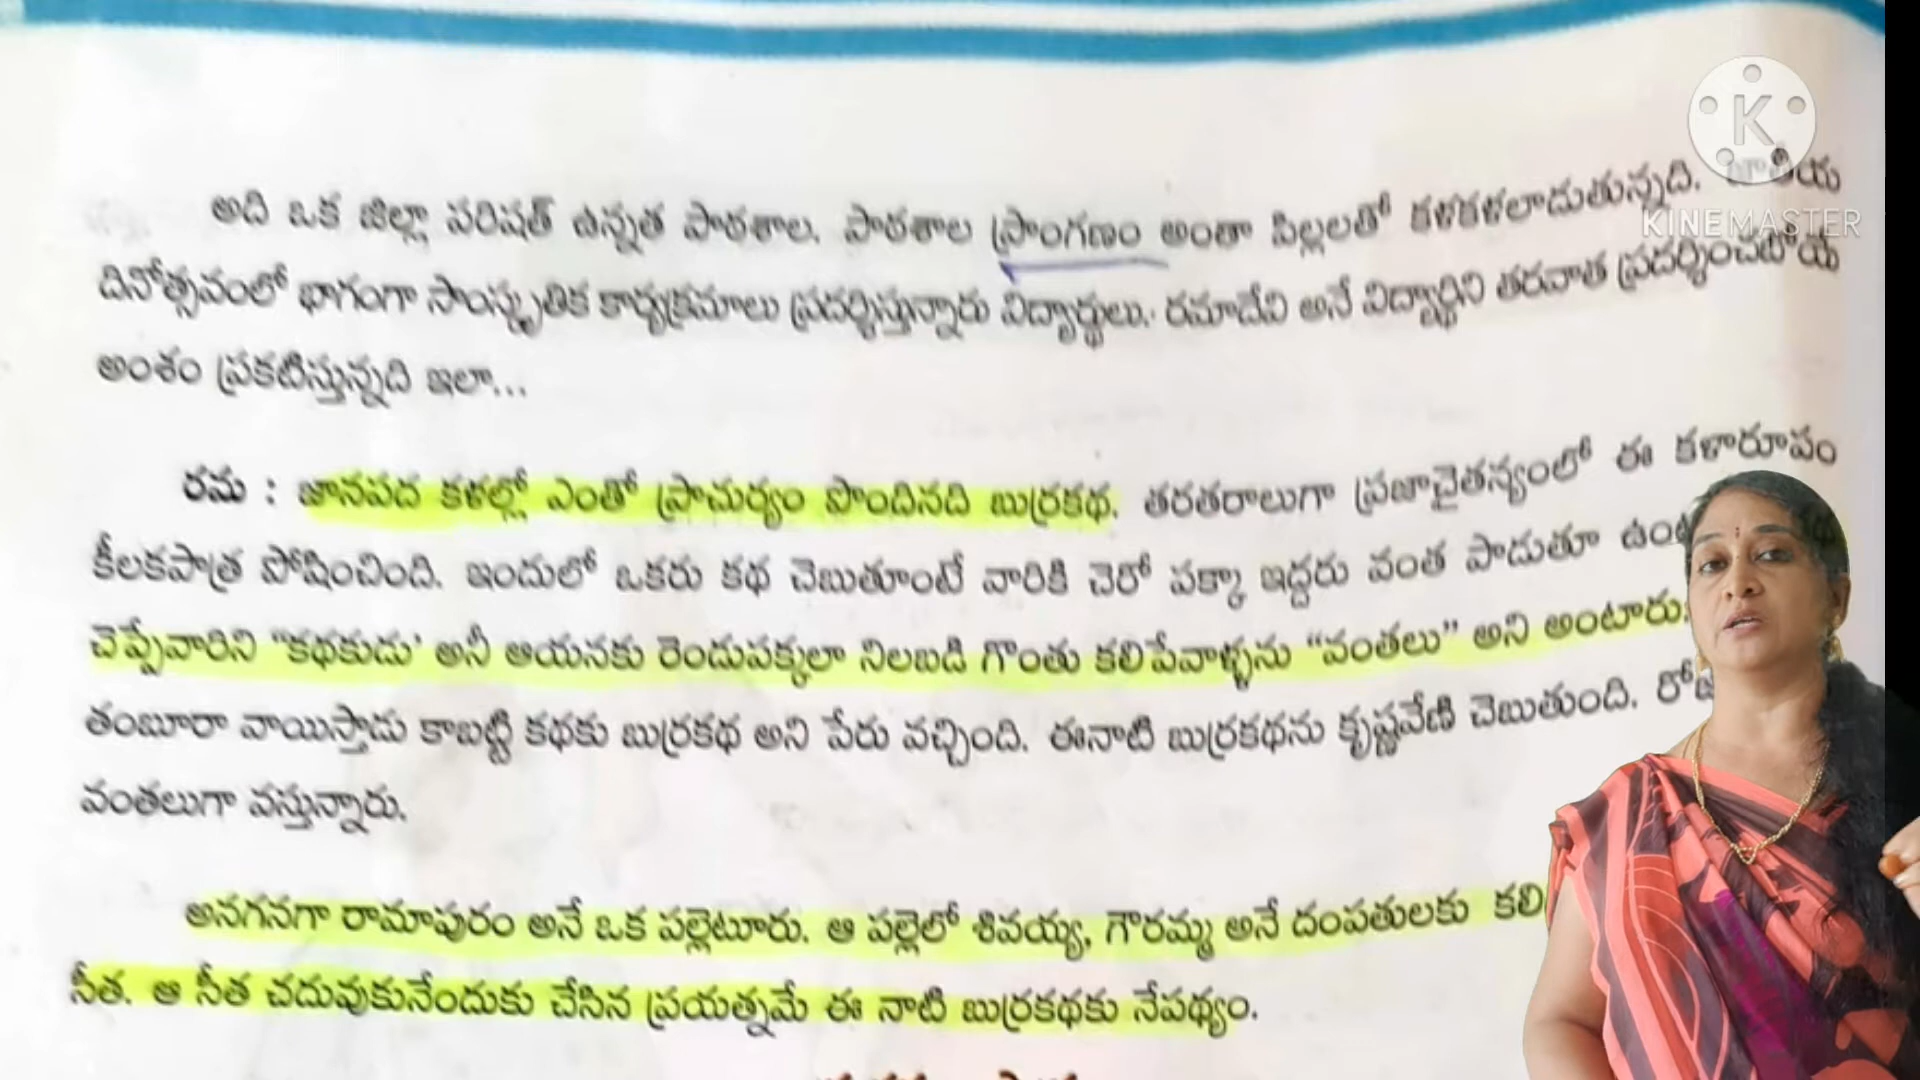 K
KINEMASTER
అది ఒక జిల్లా పరిషత్ ఉన్నత పాఠశాల. పాఠశాల ప్రాంగణం అంతా పిల్లలతో కళకళలాడుతున్నది. జాతీయ
దినోత్సవంలో భాగంగా సాంస్కృతిక కార్యక్రమాలు ప్రదర్శిస్తున్నారు విద్యార్థులు. రమాదేవి అనే విద్యార్థిని తరవాత ప్రదర్శించబోయే
అంశం ప్రకటిస్తున్నది ఇలా...
రమ : జానపద కళల్లో ఎంతో ప్రాచుర్యం పొందినది బుర్రకథ. తరతరాలుగా ప్రజాచైతన్యంలో ఈ కళారూపం
కీలకపాత్ర పోషించింది. ఇందులో ఒకరు కథ చెబుతూంటే వారికి చెరో పక్కా ఇద్దరు వంత పాడుతూ
చెప్పేవారిని "కథకుడు' అనీ ఆయనకు రెండుపక్కలా నిలబడి గొంతు కలిపేవాళ్ళను "వంతలు" అని అంటారు.
తంబూరా వాయిస్తాడు కాబట్టి కథకు బుర్రకథ అని పేరు వచ్చింది. ఈనాటి బుర్రకథను కృష్ణవేణి చెబుతుంది.
వంతలుగా వస్తున్నారు.
అనగనగా రామాపురం అనే ఒక పల్లెటూరు. ఆ పల్లెలో శివయ్య, గౌరమ్మ అనే దంపతులకు
సీత. ఆ సీత చదువుకునేందుకు చేసిన ప్రయత్నమే ఈ నాటి బుర్రకథకు నేపథ్యం.